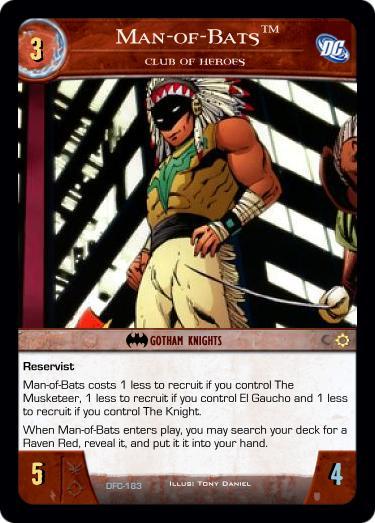 3
MAN-OF-BATS™
DC
CLUB OF HEROES
GOTHAM KNIGHTS
Reservist
Man-of-Bats costs 1 less to recruit if you control The
Musketeer, 1 less to recruit if you control El Gaucho and 1 less
to recruit if you control The Knight.
When Man-of-Bats enters play, you may search your deck for a
Raven Red, reveal it, and put it it into your hand.
5
DFC-183
ILLUS: TONY DANIEL
4